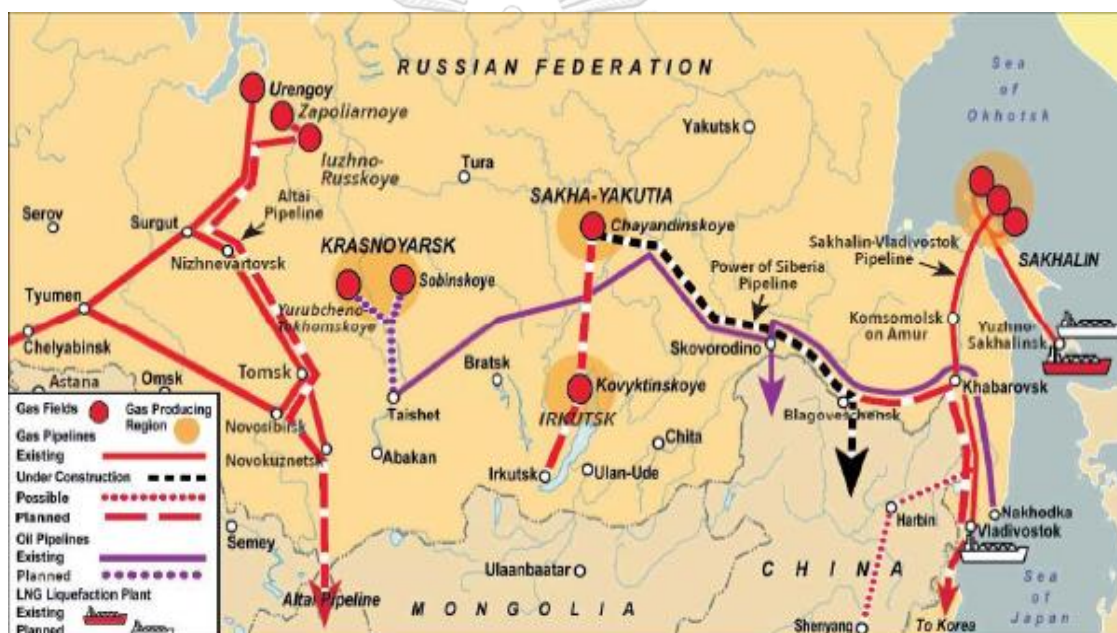 RUSSIAN FEDERATION
Sea
of
Okhotsk
Urengoy
Zapoliarnoye
Iuzhno-
Russkoye
Yakutsk
Tura
SAKHA-YAKUTIA
Chayandinskoye
Altai
Pipeline
Serov
Surgut
Nizhnevartovsk
KRASNOYARSK
Sobinskoye
Yurubcheno-
Tokhomskoye
Power of Siberia
Pipeline
Sakhalin-Vladivostok
Pipeline
SAKHALIN
Tyumen
Chelyabinsk
Komsomolsk
on Amur
Yuzhno-
Sakhalinsk
Skovorodino
Bratsk
Kovyktinskoye
IRKUTSK
Tomsk
Taishet
Khabarovsk
Blagoveschensk
Astana
Omsk
Novosibirsk
Novokuznetsk
Abakan
Irkutsk
Ulan-Ude
Chita
Harbin
Nakhodka
Vladivostok
Semey
Ulaanbaatar
CHINA
MONGOLIA
Altai Pipeline
Shenyang
To Korea
Sea
of
Japan
Gas Fields
Gas Producing
Region
Gas Pipelines
Existing
Under Construction
Possible
Planned
Oil Pipelines
Existing
Planned
LNG Liquefaction Plant
Existing
Planned